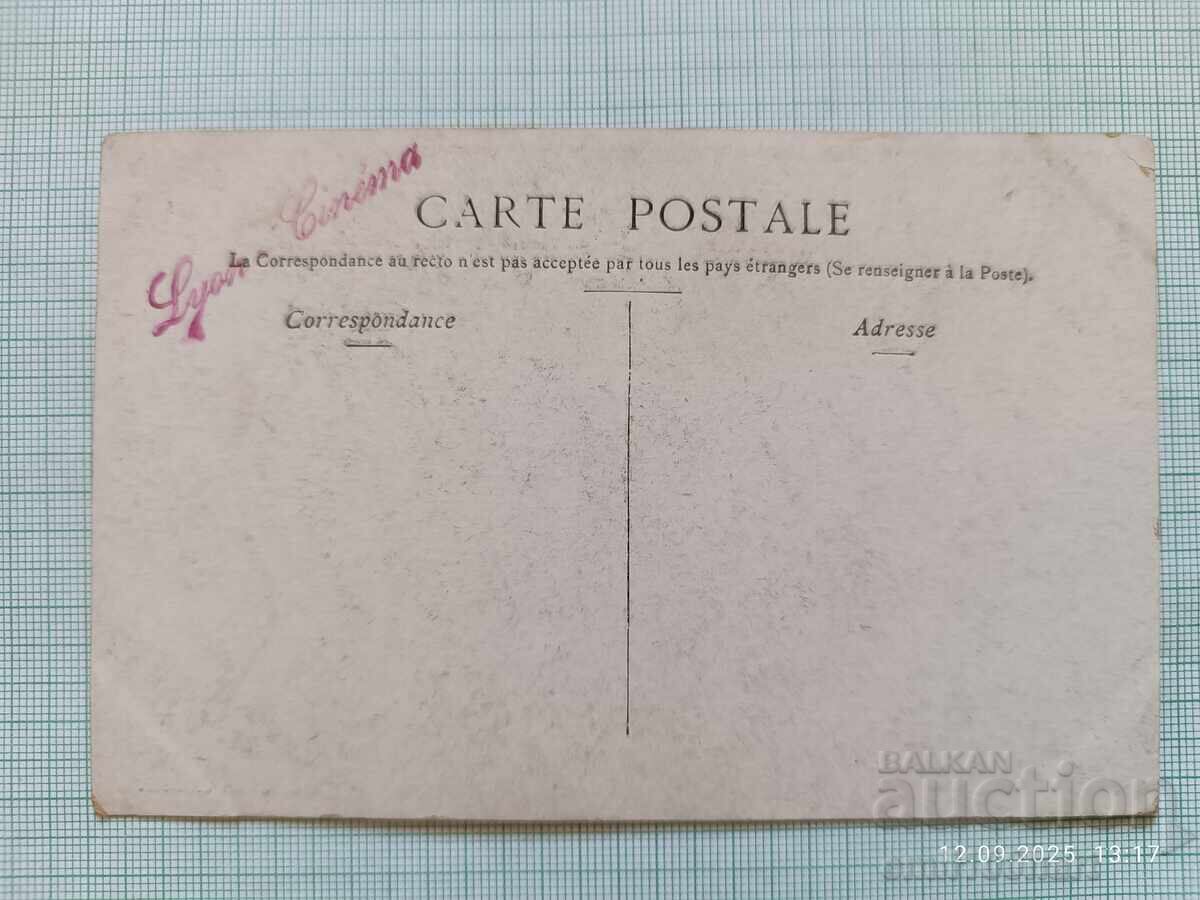 Lyon Cinéma
CARTE POSTALE
La Correspondance au recto n'est pas acceptée par tous les pays étrangers (Se renseigner à la Poste).
Correspondance
Adresse
BALKAN
auction
12.09.2025 13:17